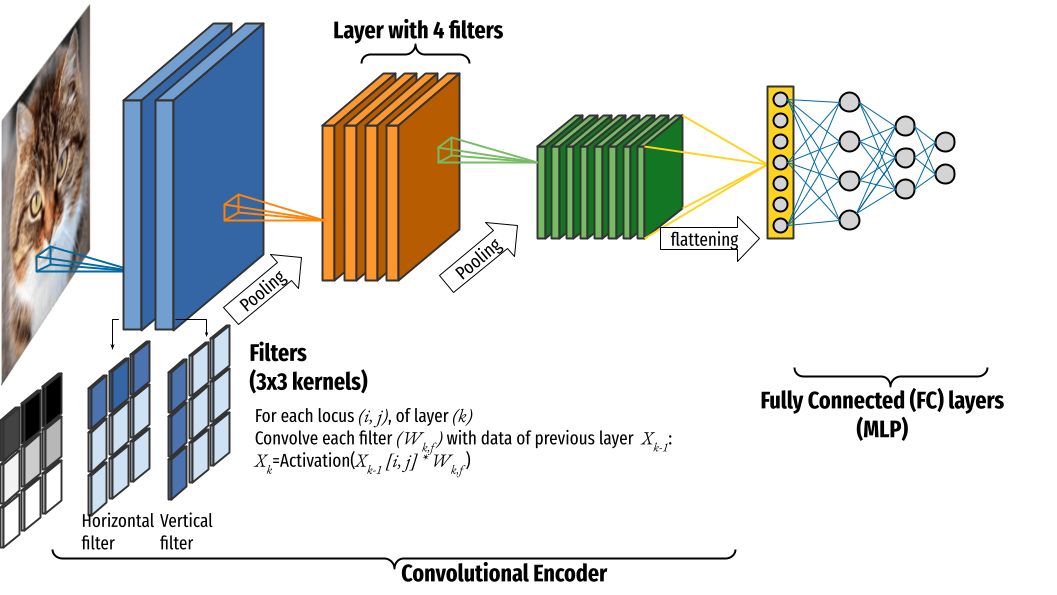 Layer with 4 filters
Pooling
Pooling
flattening
Filters
(3x3 kernels)
For each locus (i, j), of layer (k)
Convolve each filter (W_{k,f}) with data of previous layer X_{k-1}:
X_k=Activation(X_{k-1} [i, j] * W_{k,f})
Fully Connected (FC) layers
(MLP)
Horizontal
filter
Vertical
filter
Convolutional Encoder